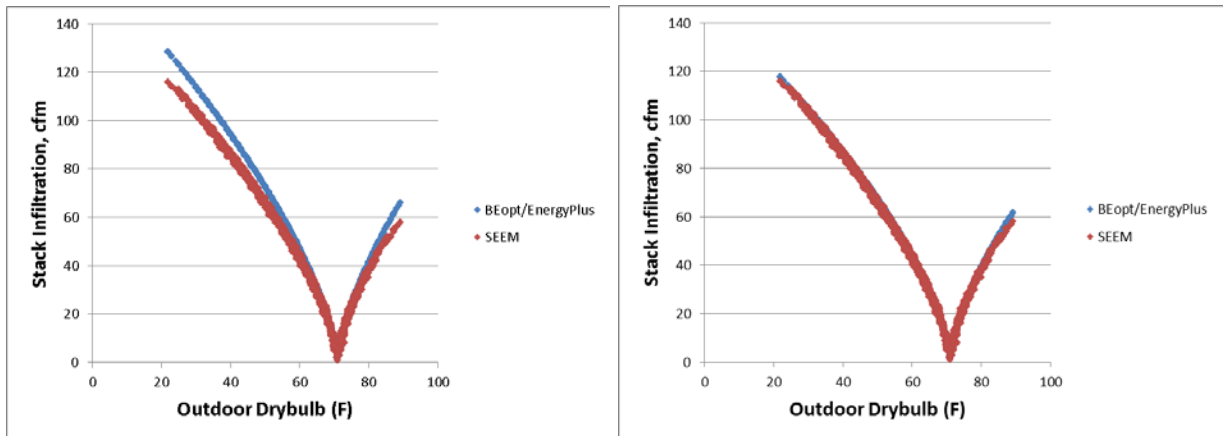 140
120
100
80
60
40
20
0
0 20 40 60 80 100
Stack Infiltration, cfm
Outdoor Drybulb (F)
BEopt/EnergyPlus
SEEM
140
120
100
80
60
40
20
0
0 20 40 60 80 100
Stack Infiltration, cfm
Outdoor Drybulb (F)
BEopt/EnergyPlus
SEEM